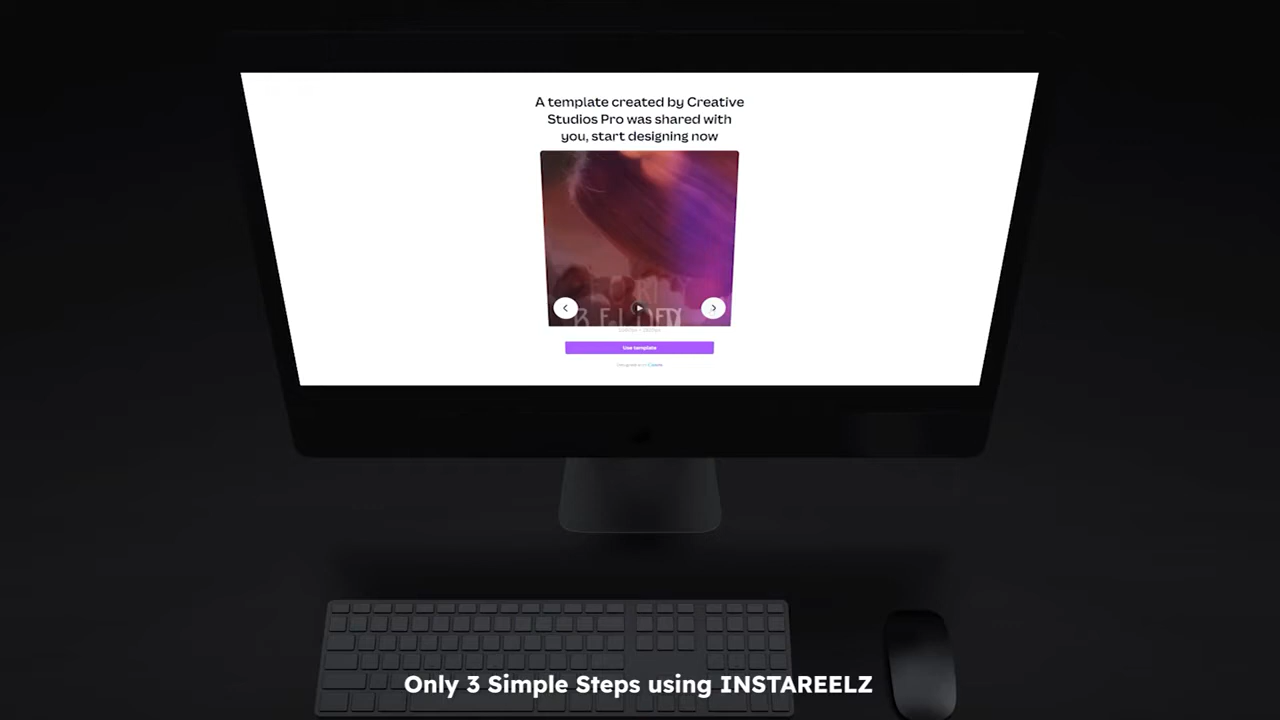 A template created by Creative
Studios Pro was shared with
you, start designing now
Use template
Only 3 Simple Steps using INSTAREELZ